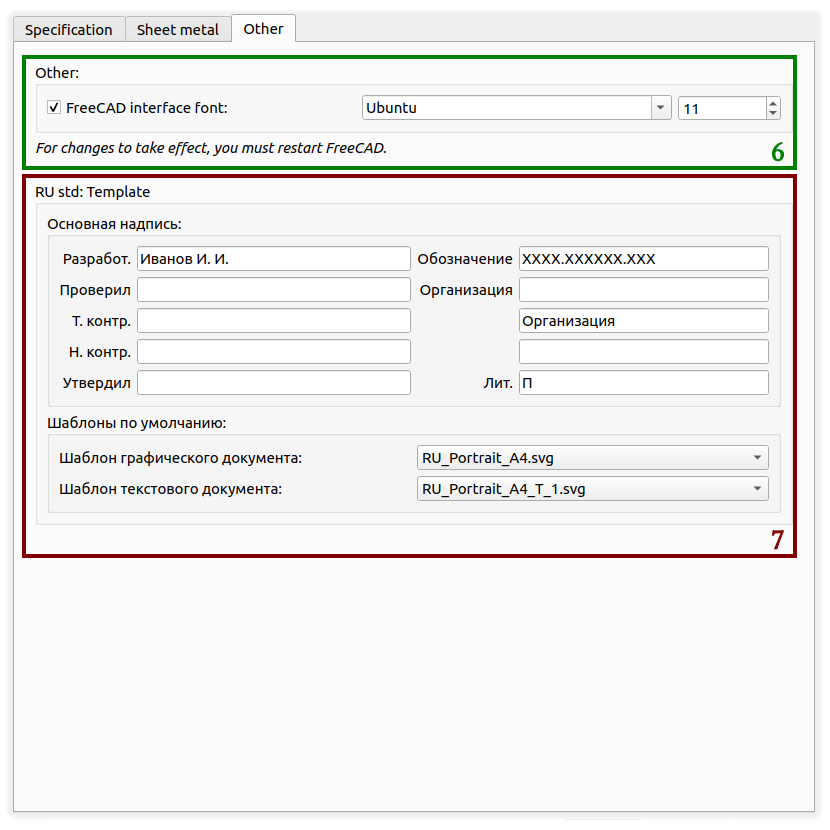 Specification Sheet metal Other
Other:
FreeCAD interface font: Ubuntu 11
For changes to take effect, you must restart FreeCAD.
6
RU std: Template
Основная надпись:
Разработ. Иванов И. И. Обозначение XXXX.XXXXXX.XXX
Проверил Организация
Т. контр. Организация
Н. контр.
Утвердил Лит. П
Шаблоны по умолчанию:
Шаблон графического документа: RU_Portrait_A4.svg
Шаблон текстового документа: RU_Portrait_A4_T_1.svg
7